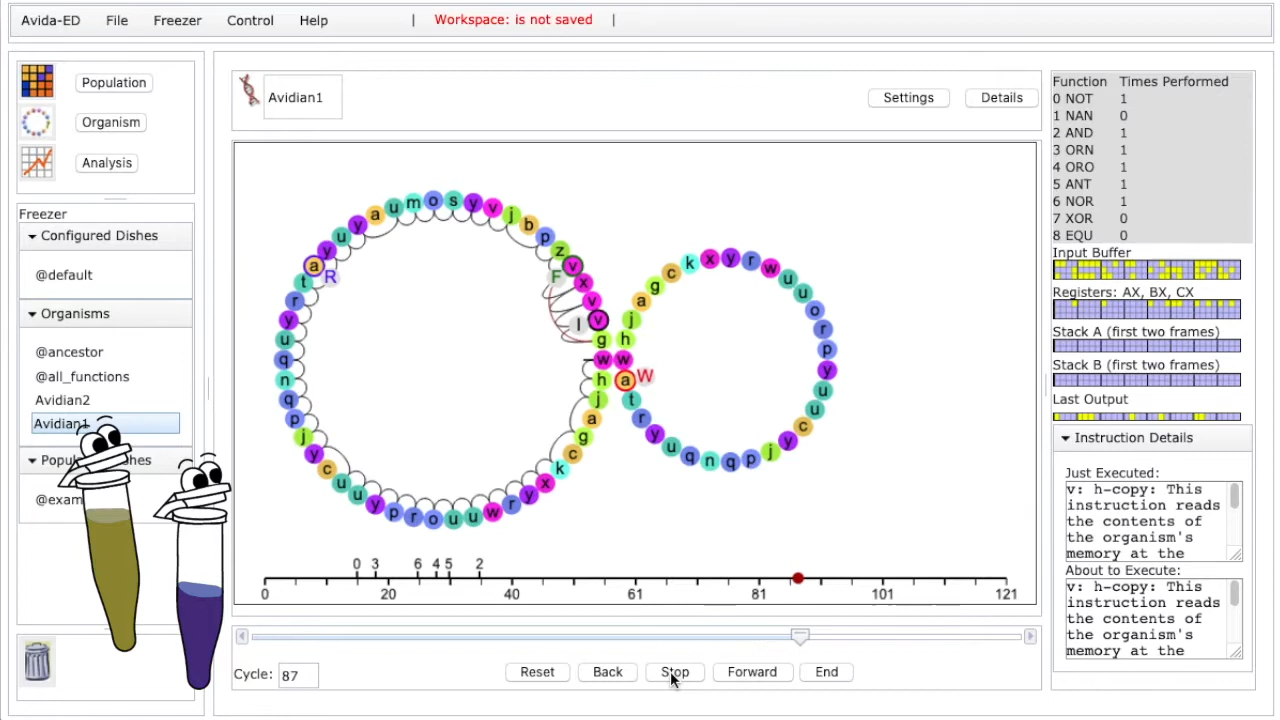 Avida-ED File Freezer Control Help | Workspace: is not saved |
Population
Organism
Analysis
Freezer
Configured Dishes
@default
Organisms
@ancestor
@all_functions
Avidian2
Avidian1
Dishes
@exam
Avidian1
Settings Details
R
F
I
W
0 3 6 4 5 2
0 20 40 61 81 101 121
Cycle: 87 Reset Back Stop Forward End
Function Times Performed
0 NOT 1
1 NAN 0
2 AND 1
3 ORN 1
4 ORO 1
5 ANT 1
6 NOR 1
7 XOR 0
8 EQU 0
Input Buffer
Registers: AX, BX, CX
Stack A (first two frames)
Stack B (first two frames)
Last Output
Instruction Details
Just Executed:
v: h-copy: This
instruction reads
the contents of
the organism's
memory at the
About to Execute:
v: h-copy: This
instruction reads
the contents of
the organism's
memory at the